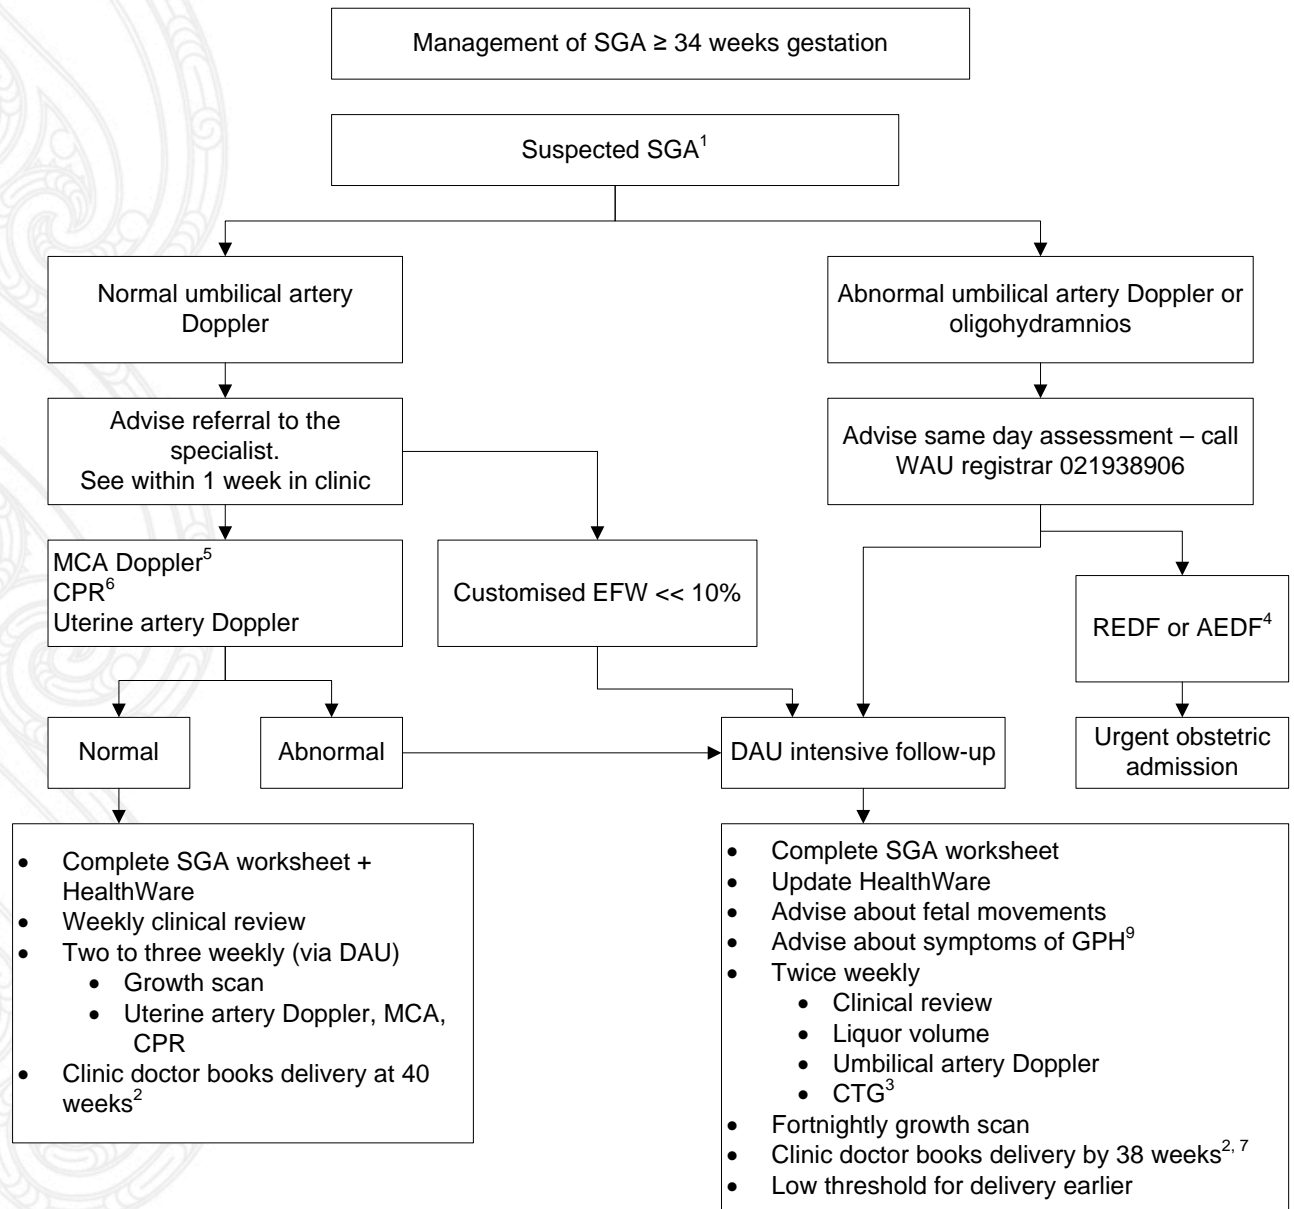 Management of SGA ≥ 34 weeks gestation
Suspected SGA¹
Normal umbilical artery
Doppler
Abnormal umbilical artery Doppler or
oligohydramnios
Advise referral to the
specialist.
See within 1 week in clinic
Advise same day assessment – call
WAU registrar 021938906
MCA Doppler⁵
CPR⁶
Uterine artery Doppler
Customised EFW << 10%
REDF or AEDF⁴
Normal
Abnormal
DAU intensive follow-up
Urgent obstetric
admission
• Complete SGA worksheet +
HealthWare
• Weekly clinical review
• Two to three weekly (via DAU)
• Growth scan
• Uterine artery Doppler, MCA,
CPR
• Clinic doctor books delivery at 40
weeks²
• Complete SGA worksheet
• Update HealthWare
• Advise about fetal movements
• Advise about symptoms of GPH⁹
• Twice weekly
• Clinical review
• Liquor volume
• Umbilical artery Doppler
• CTG³
• Fortnightly growth scan
• Clinic doctor books delivery by 38 weeks²,⁷
• Low threshold for delivery earlier